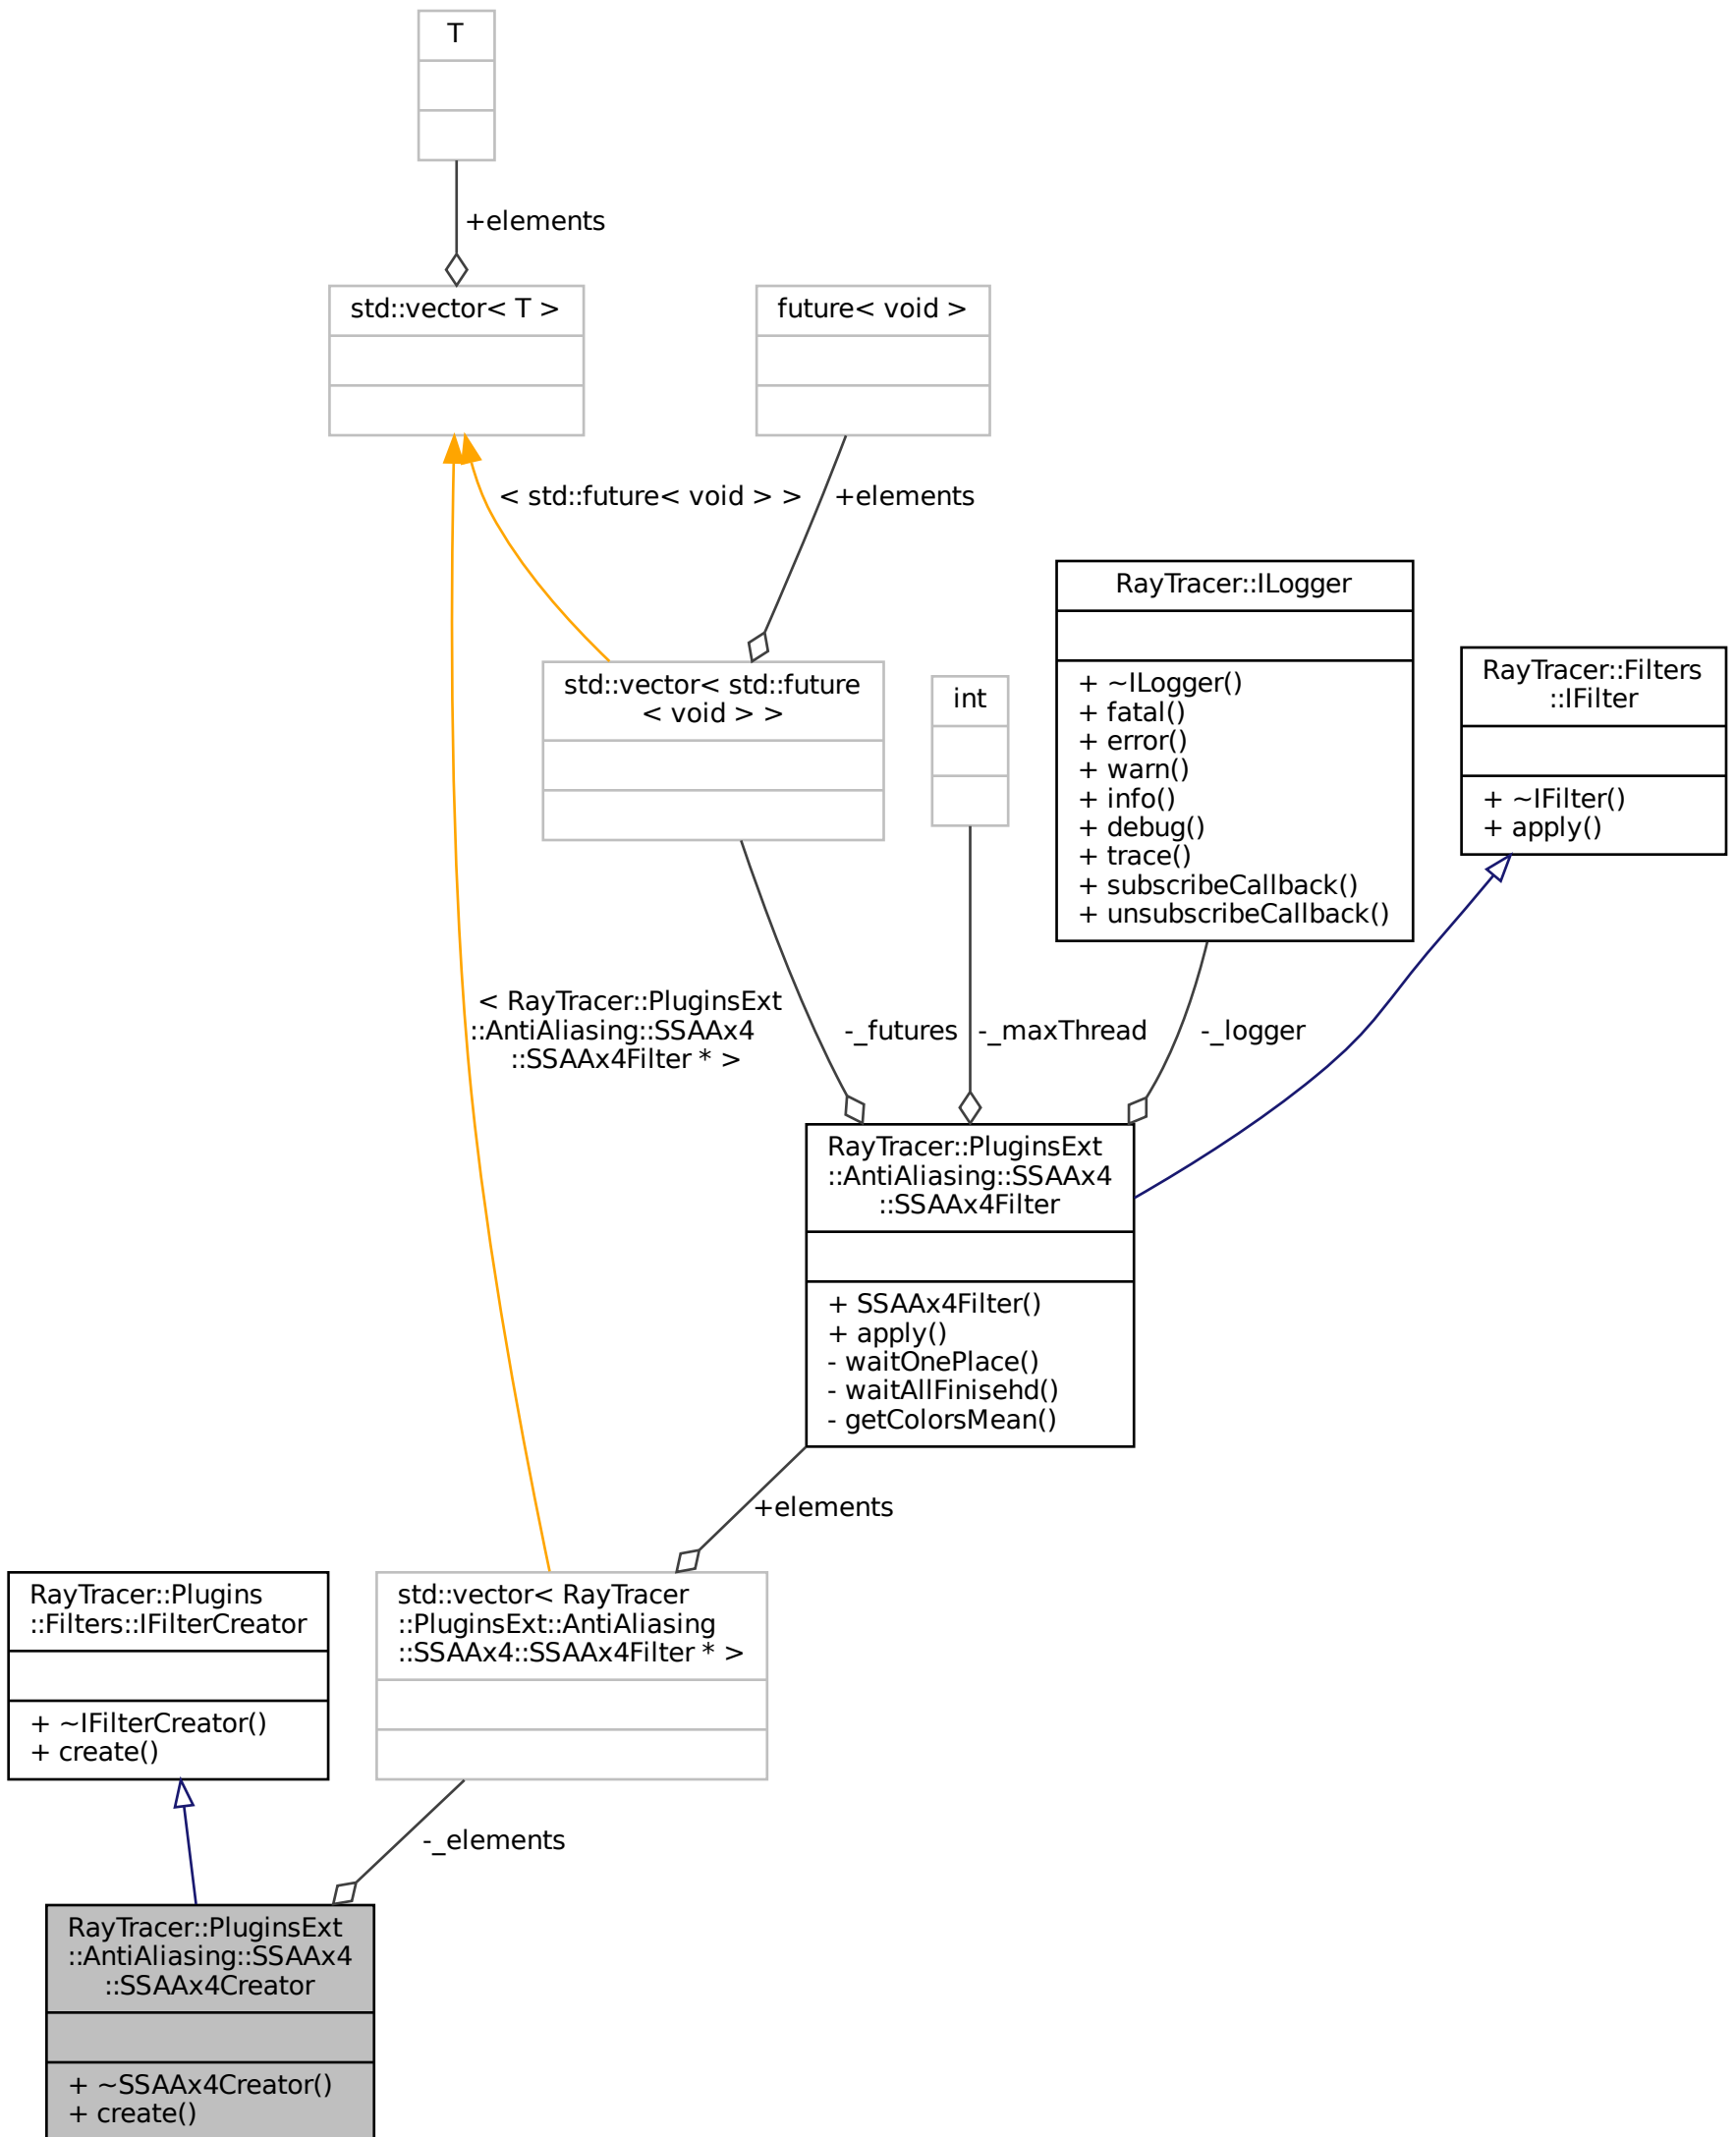 T
+elements
std::vector< T >
future< void >
< std::future< void > >
+elements
RayTracer::ILogger
+ ~ILogger()
+ fatal()
+ error()
+ warn()
+ info()
+ debug()
+ trace()
+ subscribeCallback()
+ unsubscribeCallback()
RayTracer::Filters
::IFilter
+ ~IFilter()
+ apply()
std::vector< std::future
< void > >
int
< RayTracer::PluginsExt
::AntiAliasing::SSAAx4
::SSAAx4Filter * >
-_futures
-_maxThread
-_logger
RayTracer::PluginsExt
::AntiAliasing::SSAAx4
::SSAAx4Filter
+ SSAAx4Filter()
+ apply()
- waitOnePlace()
- waitAllFinisehd()
- getColorsMean()
+elements
RayTracer::Plugins
::Filters::IFilterCreator
+ ~IFilterCreator()
+ create()
std::vector< RayTracer
::PluginsExt::AntiAliasing
::SSAAx4::SSAAx4Filter * >
-_elements
RayTracer::PluginsExt
::AntiAliasing::SSAAx4
::SSAAx4Creator
+ ~SSAAx4Creator()
+ create()